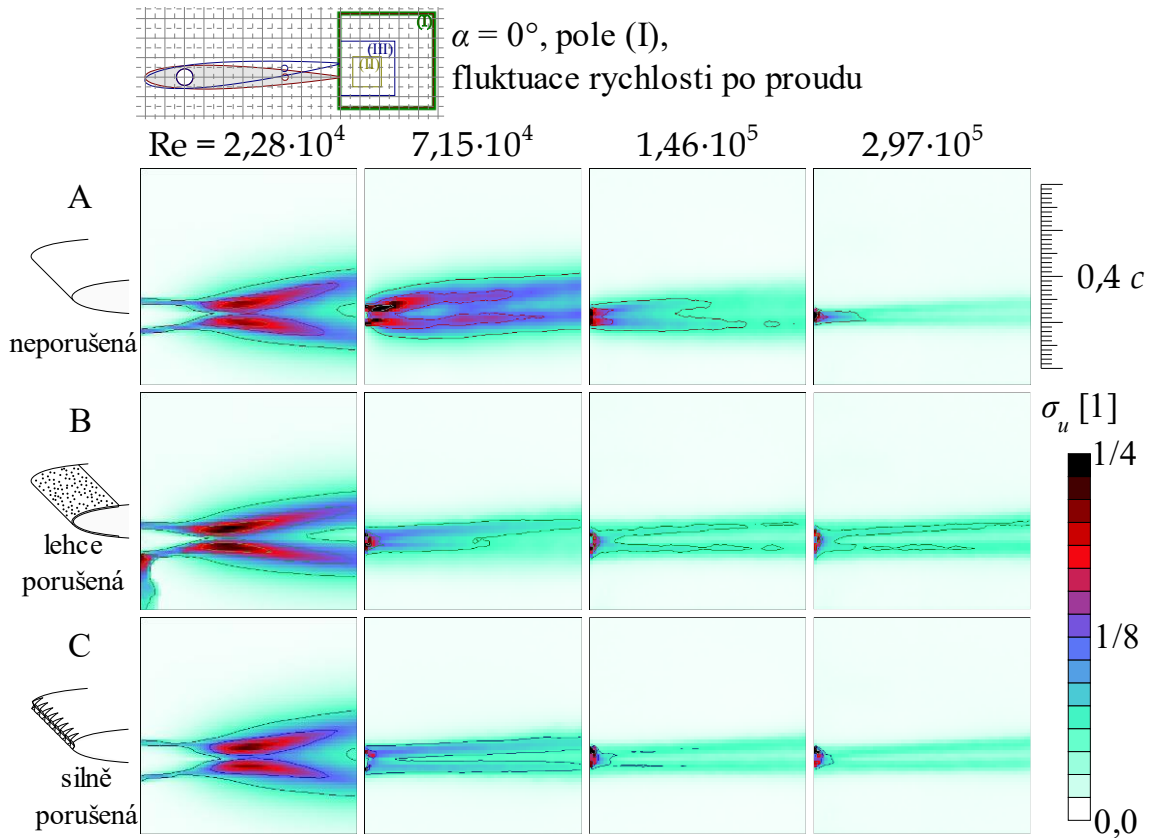 (I)
(III)
(II)
α = 0°, pole (I),
fluktuace rychlosti po proudu
Re = 2,28·10⁴ 7,15·10⁴ 1,46·10⁵ 2,97·10⁵
A
neporušená
0,4 c
B
lehce
porušená
σᵤ [1]
1/4
1/8
0,0
C
silně
porušená